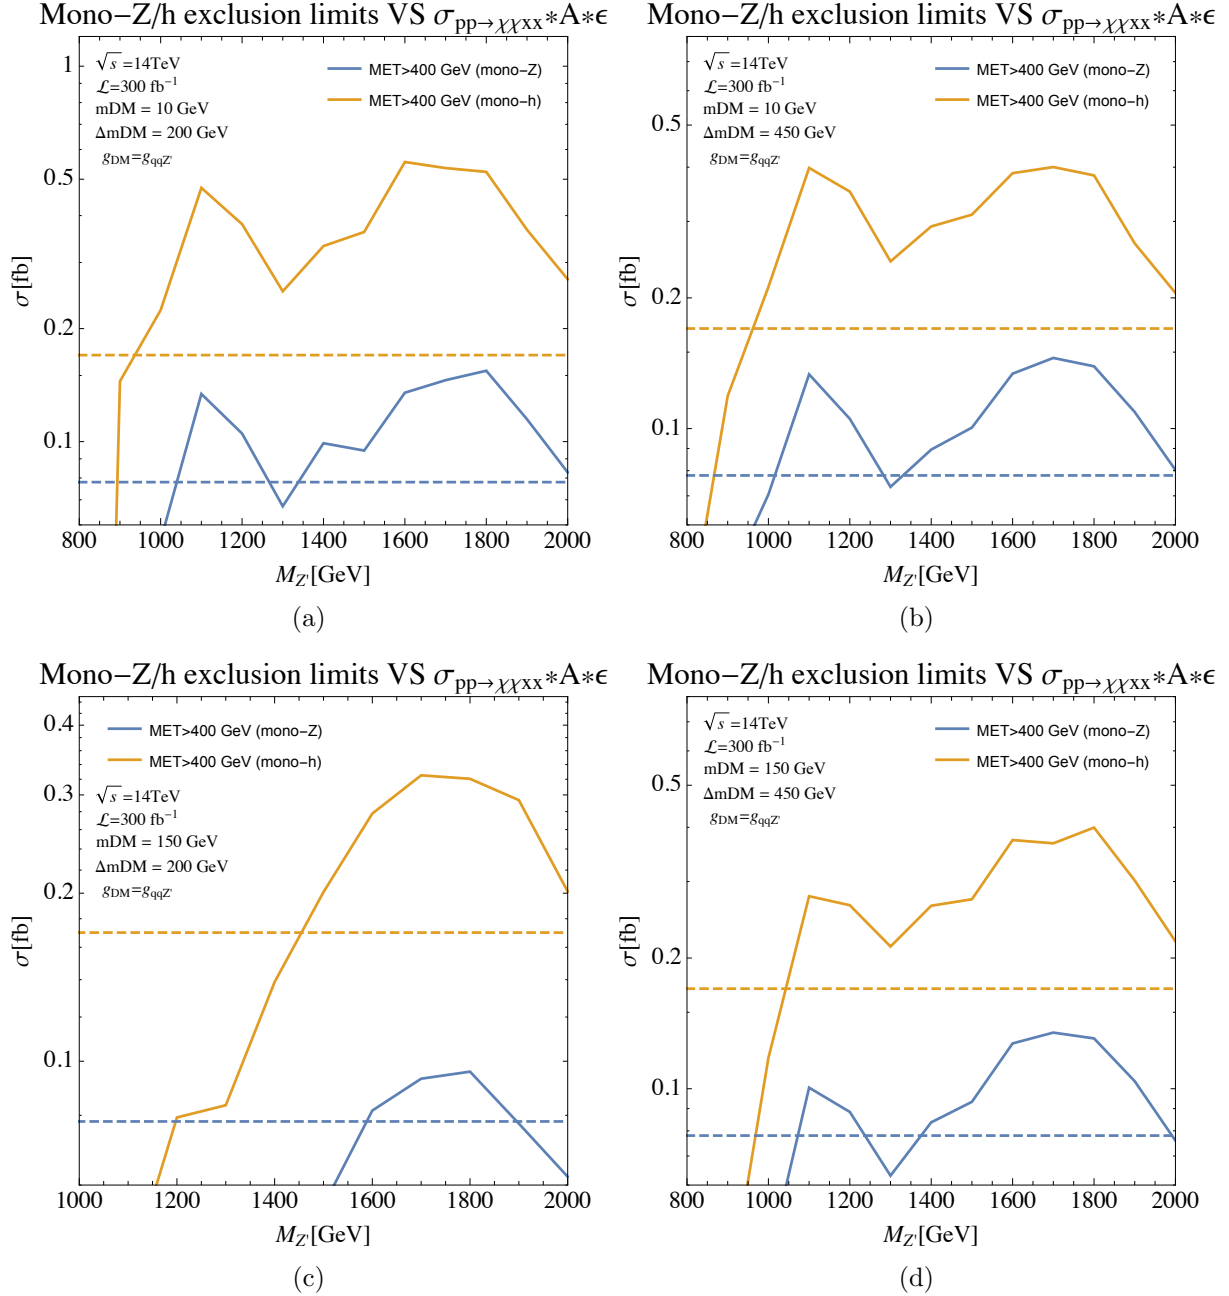 Mono−Z/h exclusion limits VS σpp→χχxx∗A∗ϵ
√s =14TeV
ℒ=300 fb−1
mDM = 10 GeV
ΔmDM = 200 GeV
gDM=gqqZ'
MET>400 GeV (mono−Z)
MET>400 GeV (mono−h)
1
0.5
0.2
0.1
σ[fb]
800 1000 1200 1400 1600 1800 2000
MZ'[GeV]
(a)
Mono−Z/h exclusion limits VS σpp→χχxx∗A∗ϵ
√s =14TeV
ℒ=300 fb−1
mDM = 10 GeV
ΔmDM = 450 GeV
gDM=gqqZ'
MET>400 GeV (mono−Z)
MET>400 GeV (mono−h)
0.5
0.2
0.1
σ[fb]
800 1000 1200 1400 1600 1800 2000
MZ'[GeV]
(b)
Mono−Z/h exclusion limits VS σpp→χχxx∗A∗ϵ
MET>400 GeV (mono−Z)
MET>400 GeV (mono−h)
√s =14TeV
ℒ=300 fb−1
mDM = 150 GeV
ΔmDM = 200 GeV
gDM=gqqZ'
0.4
0.3
0.2
0.1
σ[fb]
1000 1200 1400 1600 1800 2000
MZ'[GeV]
(c)
Mono−Z/h exclusion limits VS σpp→χχxx∗A∗ϵ
√s =14TeV
ℒ=300 fb−1
mDM = 150 GeV
ΔmDM = 450 GeV
gDM=gqqZ'
MET>400 GeV (mono−Z)
MET>400 GeV (mono−h)
0.5
0.2
0.1
σ[fb]
800 1000 1200 1400 1600 1800 2000
MZ'[GeV]
(d)